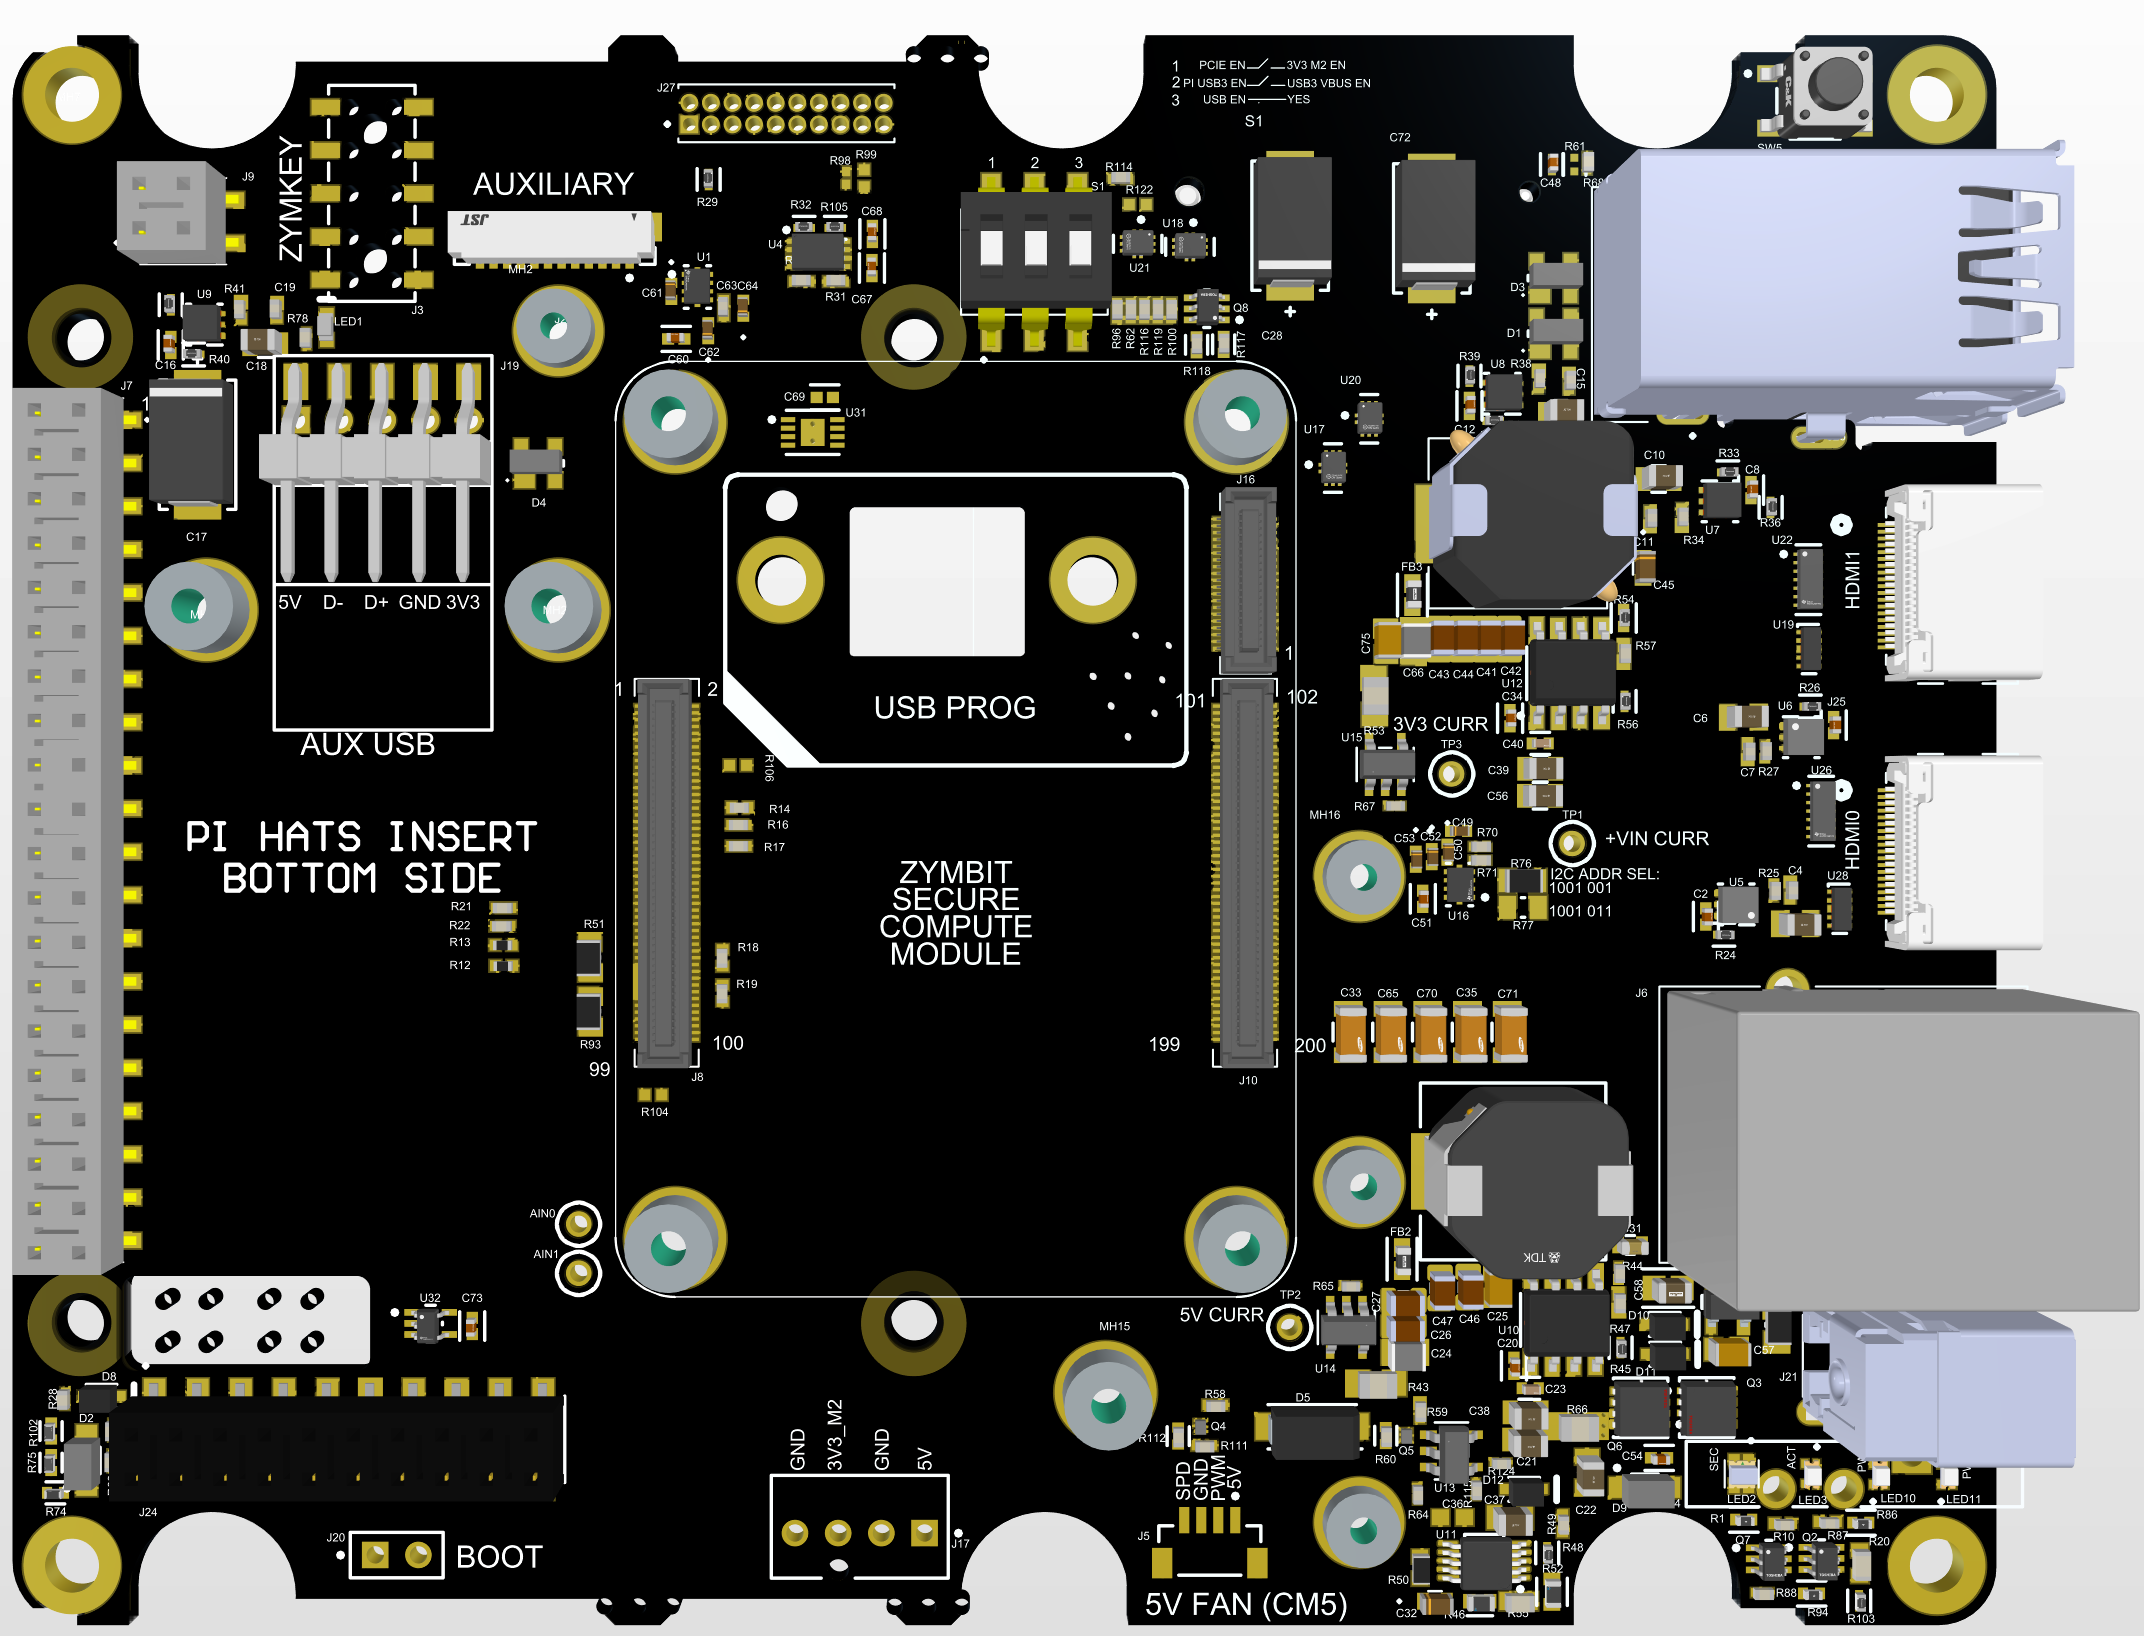 1 PCIE EN 3V3 M2 EN
2 PI USB3 EN USB3 VBUS EN
3 USB EN YES
S1
J27
C72
R61
C48
SW5
J9
ZYMKEY
AUXILIARY
JST
MH2
J3
R98
R99
R29
R32 R105 C68
U4
R31 C67
U1
C61
C63 C64
C60 C62
1 2 3
S1
R114
R122
U18
U21
Q8
R96 R62 R116 R119 R100
R118
R117
C28
D3
D1
U9 R41 C19
R78
LED1
C16 R40 C18
J19
J7
1
C17
D4
5V D- D+ GND 3V3
AUX USB
C69
U31
U20
U17
R39 U8 R38
C15
C12
J16
1
USB PROG
C10
R33
C8
U7
R36
R34
C11
C45
U22
HDMI1
U19
FB3
R54
R57
R56
C75
C66 C43 C44 C41 C42
U12
C34
C40
C39
C56
3V3 CURR
TP3
U15
R53
R67
R26
U6 J25
C6
C7 R27
U26
HDMI0
1 2
101 102
R106
R14
R16
R17
PI HATS INSERT
BOTTOM SIDE
ZYMBIT
SECURE
COMPUTE
MODULE
MH16
TP1
+VIN CURR
C53 C52 C49
C50
R70
R71
R76
I2C ADDR SEL:
1001 001
1001 011
R77
U16
C51
R25 C4
C2 U5
U28
R24
R21
R22
R13
R12
R51
R93
R18
R19
99 100
199 200
J8
J10
R104
C33 C65 C70 C35 C71
J6
AIN0
AIN1
TDK
FB2
R44
C58
R65
TP2
5V CURR
U14
C27
C47 C46 C25
C26
C24
U10
C20
R47
R45
D10
D11
C57
U32 C73
MH15
C23
R43
Q3
J21
D8
R28
D2
R102
R75
R74
J24
J20
BOOT
GND 3V3_M2 GND 5V
J17
R58
Q4
R112
R111
D5
SPD GND PWM 5V
J5
5V FAN (CM5)
R60 Q5
R59
C38
R66
Q6
C54
C21
R124
D12
U13
C37
C36
C22
D9
R64
U11
R49
R48
R50
R52
C32
R46
R55
SEC ACT
LED2 LED3 LED10 LED11
R1
R10
Q2
R87
R86
R20
Q7
R88
R94
R103